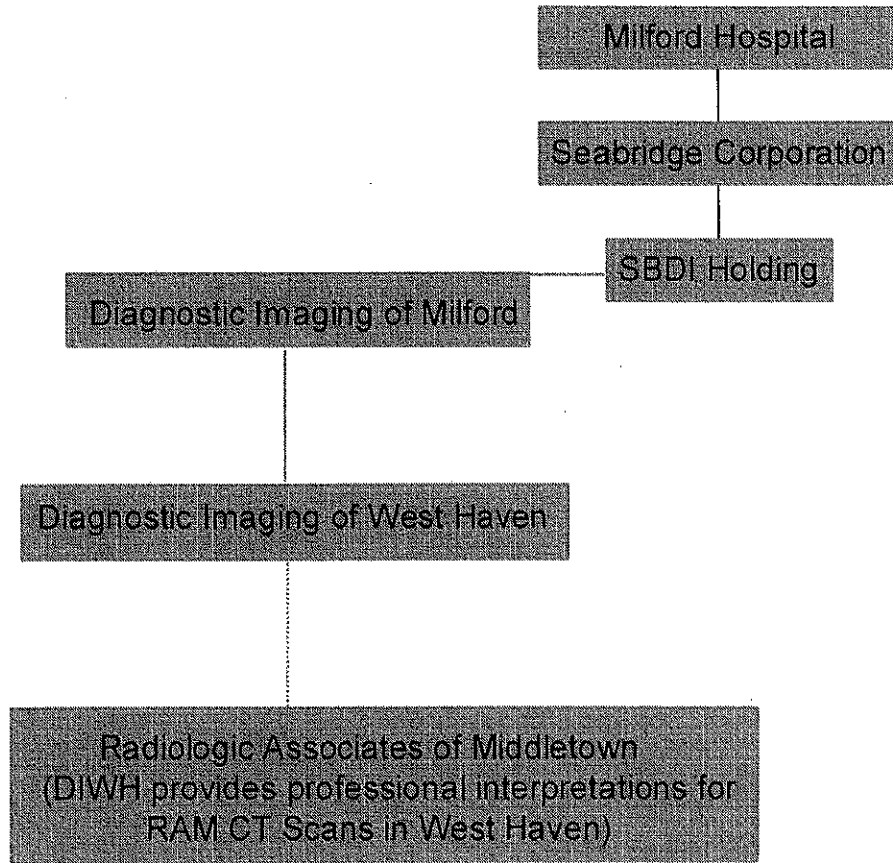 Milford Hospital
Seabridge Corporation
SBDI Holding
Diagnostic Imaging of Milford
Diagnostic Imaging of West Haven
Radiologic Associates of Middletown
(DIWH provides professional interpretations for
RAM CT Scans in West Haven)